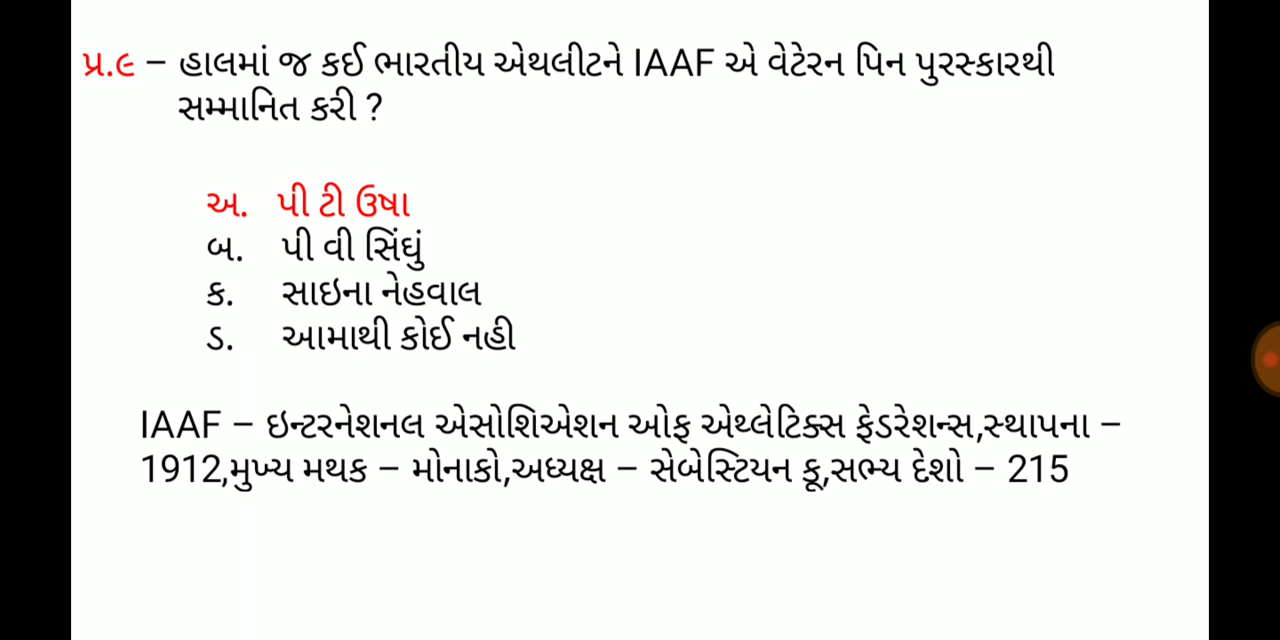 પ્ર.૯ – હાલમાં જ કઈ ભારતીય એથલીટને IAAF એ વેટેરન પિન પુરસ્કારથી
સમ્માનિત કરી ?
અ. પી ટી ઉષા
બ. પી વી સિંઘું
ક. સાઇના નેહવાલ
ડ. આમાથી કોઈ નહી
IAAF – ઇન્ટરનેશનલ એસોશિએશન ઓફ એથ્લેટિક્સ ફેડરેશન્સ,સ્થાપના –
1912,મુખ્ય મથક – મોનાકો,અધ્યક્ષ – સેબેસ્ટિયન કૂ,સભ્ય દેશો – 215